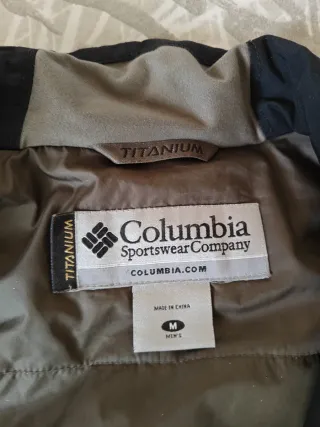 TITANIUM
TITANIUM
Columbia
Sportswear Company
COLUMBIA.COM
MADE IN CHINA
M
MEN'S